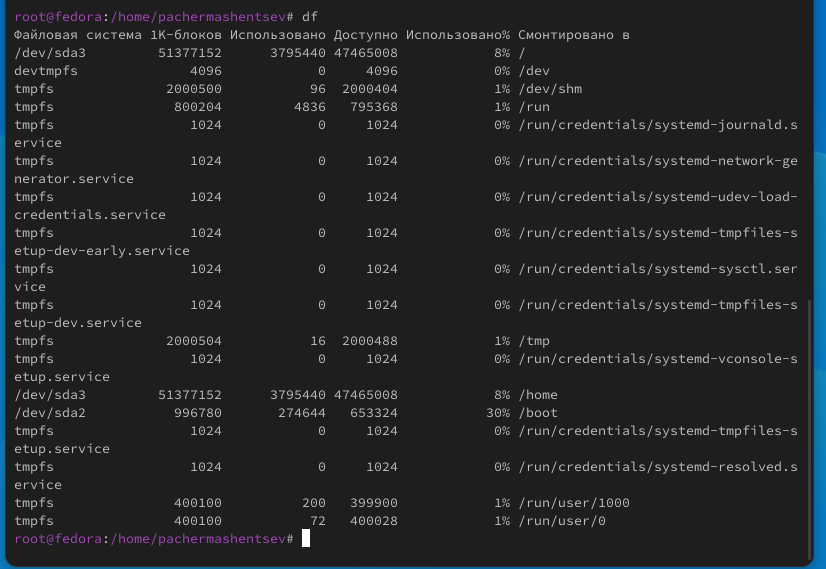 root@fedora:/home/pachermashentsev# df
Файловая система 1K-блоков Использовано Доступно Использовано% Смонтировано в
/dev/sda3         51377152      3795440 47465008            8% /
devtmpfs              4096            0     4096            0% /dev
tmpfs              2000500           96  2000404            1% /dev/shm
tmpfs               800204         4836   795368            1% /run
tmpfs                 1024            0     1024            0% /run/credentials/systemd-journald.s
ervice
tmpfs                 1024            0     1024            0% /run/credentials/systemd-network-ge
nerator.service
tmpfs                 1024            0     1024            0% /run/credentials/systemd-udev-load-
credentials.service
tmpfs                 1024            0     1024            0% /run/credentials/systemd-tmpfiles-s
etup-dev-early.service
tmpfs                 1024            0     1024            0% /run/credentials/systemd-sysctl.ser
vice
tmpfs                 1024            0     1024            0% /run/credentials/systemd-tmpfiles-s
etup-dev.service
tmpfs              2000504           16  2000488            1% /tmp
tmpfs                 1024            0     1024            0% /run/credentials/systemd-vconsole-s
etup.service
/dev/sda3         51377152      3795440 47465008            8% /home
/dev/sda2           996780       274644   653324           30% /boot
tmpfs                 1024            0     1024            0% /run/credentials/systemd-tmpfiles-s
etup.service
tmpfs                 1024            0     1024            0% /run/credentials/systemd-resolved.s
ervice
tmpfs               400100          200   399900            1% /run/user/1000
tmpfs               400100           72   400028            1% /run/user/0
root@fedora:/home/pachermashentsev#